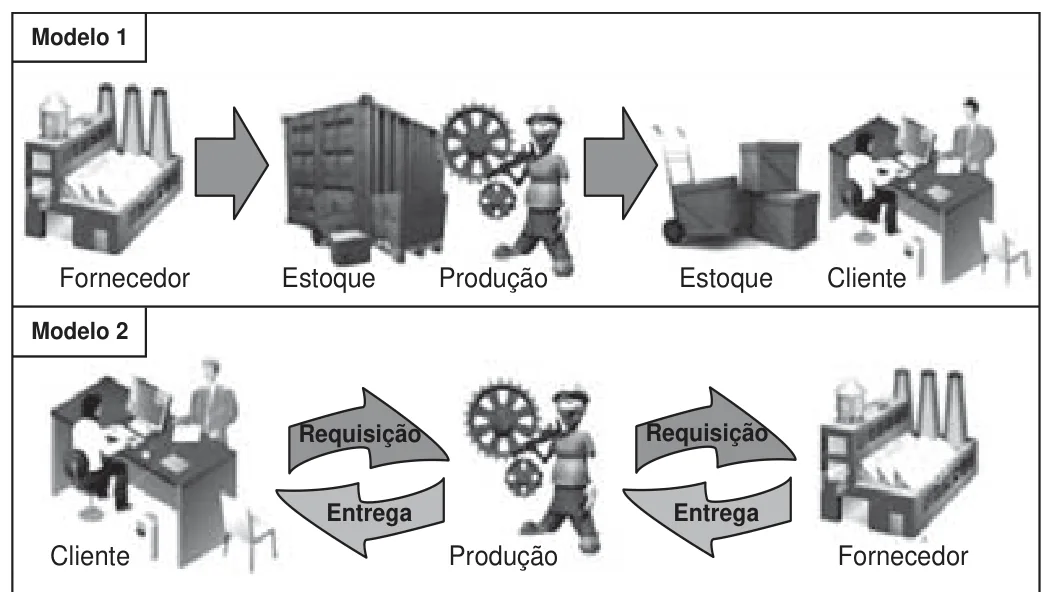 Modelo 1
Fornecedor
Estoque
Produção
Estoque
Cliente
Modelo 2
Requisição
Requisição
Entrega
Entrega
Cliente
Produção
Fornecedor